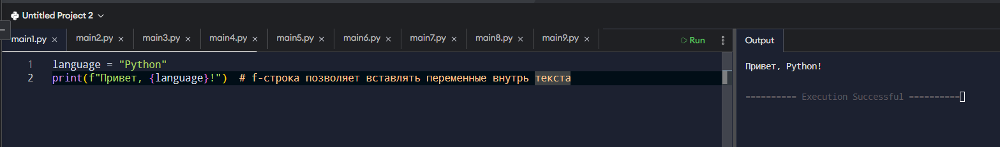 Untitled Project 2
main1.py × main2.py × main3.py × main4.py × main5.py × main6.py × main7.py × main8.py × main9.py × Run Output
1 language = "Python"
2 print(f"Привет, {language}!")  # f-строка позволяет вставлять переменные внутрь текста
Привет, Python!
========== Execution Successful ==========